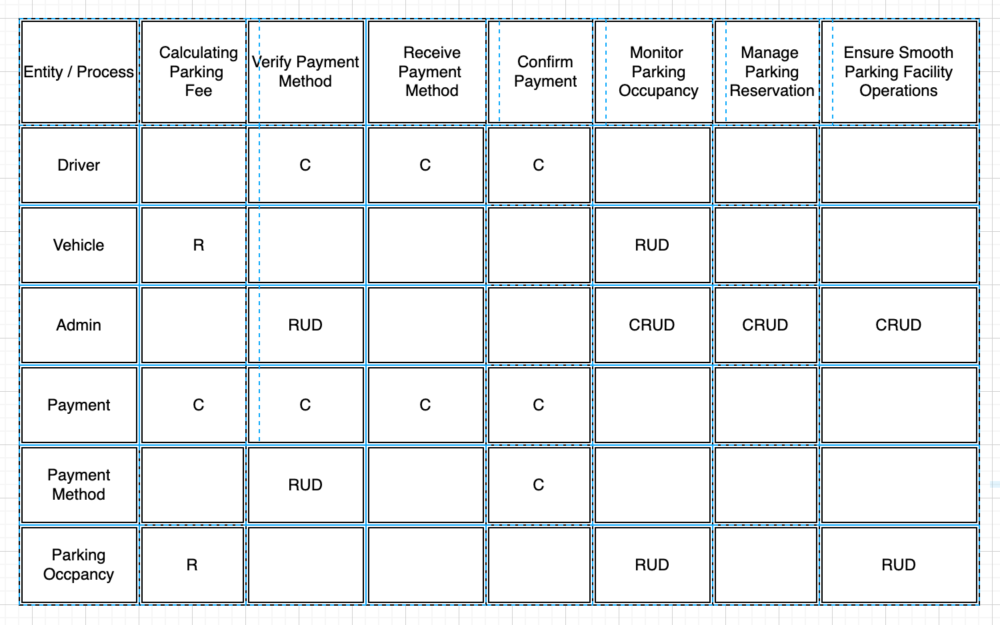 Entity / Process
Calculating
Parking
Fee
Verify Payment
Method
Receive
Payment
Method
Confirm
Payment
Monitor
Parking
Occupancy
Manage
Parking
Reservation
Ensure Smooth
Parking Facility
Operations
Driver
C
C
C
Vehicle
R
RUD
Admin
RUD
CRUD
CRUD
CRUD
Payment
C
C
C
C
Payment
Method
RUD
C
Parking
Occpancy
R
RUD
RUD